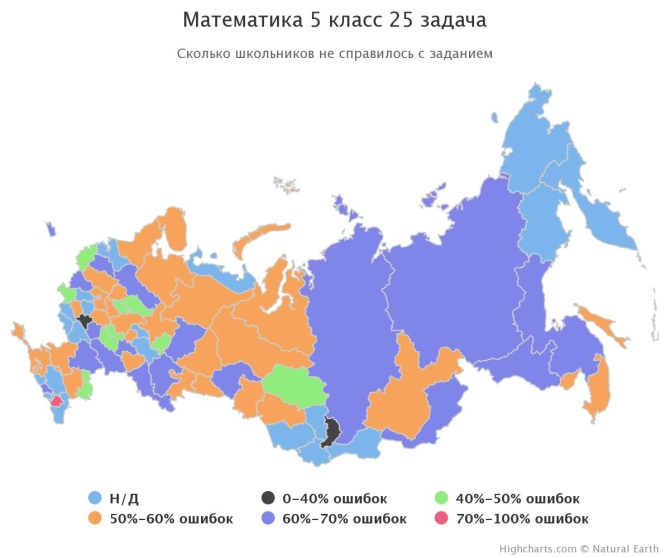 Математика 5 класс 25 задача
Сколько школьников не справилось с заданием
Н/Д
0–40% ошибок
40%–50% ошибок
50%–60% ошибок
60%–70% ошибок
70%–100% ошибок
Highcharts.com © Natural Earth